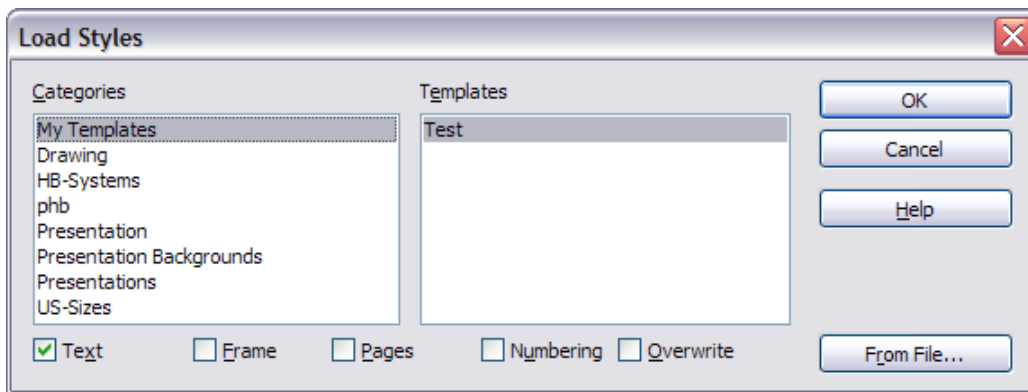 Load Styles
Categories
Templates
My Templates
Drawing
HB-Systems
phb
Presentation
Presentation Backgrounds
Presentations
US-Sizes
Test
OK
Cancel
Help
Text
Frame
Pages
Numbering
Overwrite
From File...